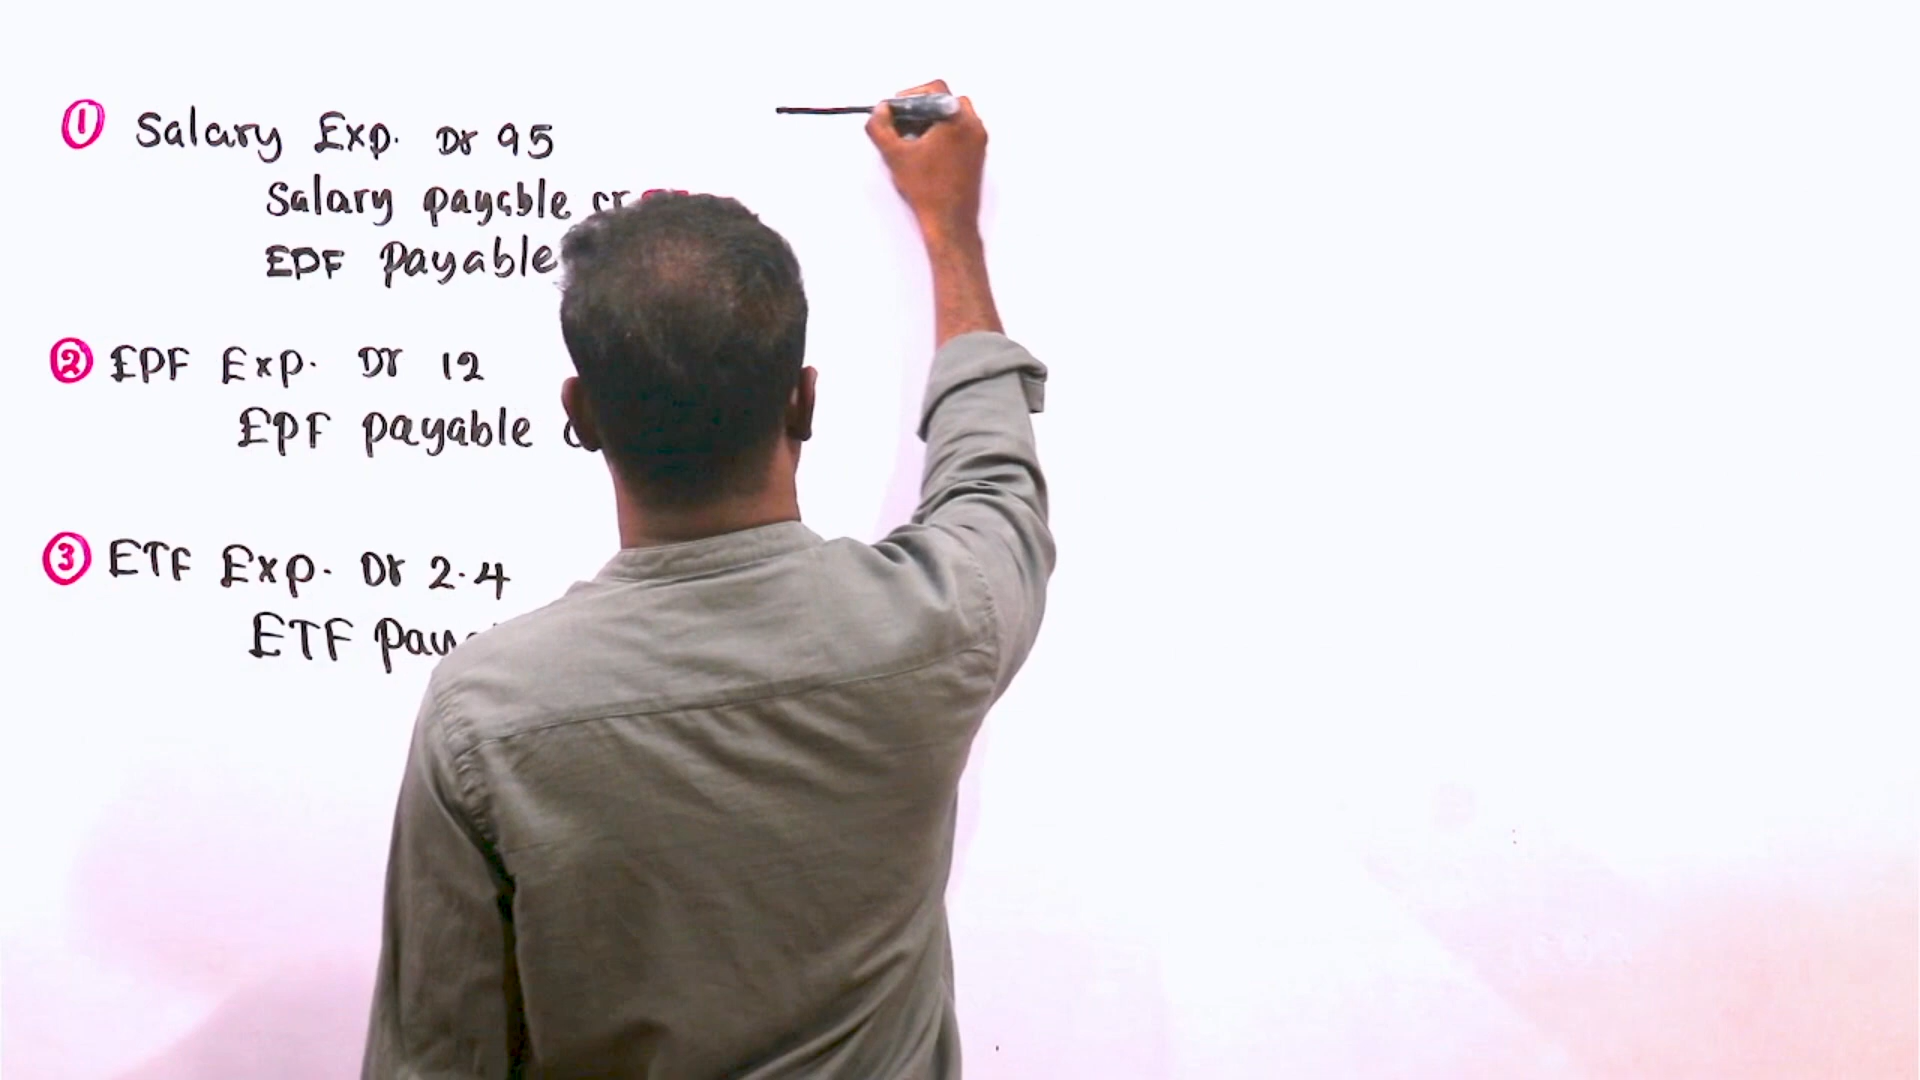 ① Salary Exp. Dr 95
Salary payable cr
EPF Payable
② EPF Exp. Dr 12
EPF payable
③ ETF Exp. Dr 2.4
ETF